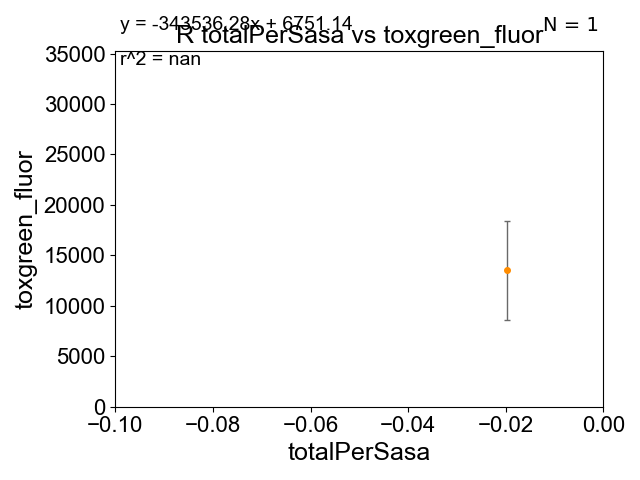 y = -343536.28x + 6751.14
N = 1
R totalPerSasa vs toxgreen_fluor
r^2 = nan
35000
30000
25000
20000
15000
10000
5000
0
toxgreen_fluor
−0.10 −0.08 −0.06 −0.04 −0.02 0.00
totalPerSasa